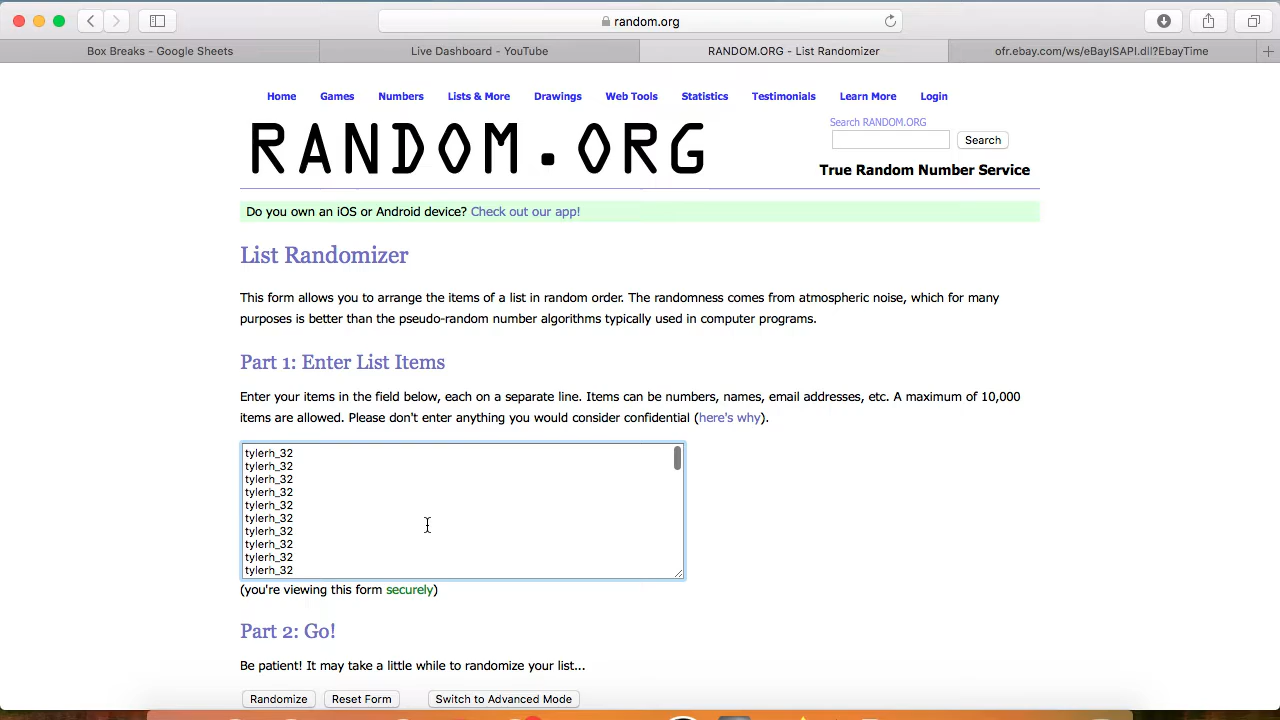 random.org
Box Breaks - Google Sheets
Live Dashboard - YouTube
RANDOM.ORG - List Randomizer
ofr.ebay.com/ws/eBayISAPI.dll?EbayTime
Home Games Numbers Lists & More Drawings Web Tools Statistics Testimonials Learn More Login
RANDOM.ORG
Search RANDOM.ORG
Search
True Random Number Service
Do you own an iOS or Android device? Check out our app!
List Randomizer
This form allows you to arrange the items of a list in random order. The randomness comes from atmospheric noise, which for many
purposes is better than the pseudo-random number algorithms typically used in computer programs.
Part 1: Enter List Items
Enter your items in the field below, each on a separate line. Items can be numbers, names, email addresses, etc. A maximum of 10,000
items are allowed. Please don't enter anything you would consider confidential (here's why).
tylerh_32
tylerh_32
tylerh_32
tylerh_32
tylerh_32
tylerh_32
tylerh_32
tylerh_32
tylerh_32
tylerh_32
(you're viewing this form securely)
Part 2: Go!
Be patient! It may take a little while to randomize your list...
Randomize Reset Form Switch to Advanced Mode